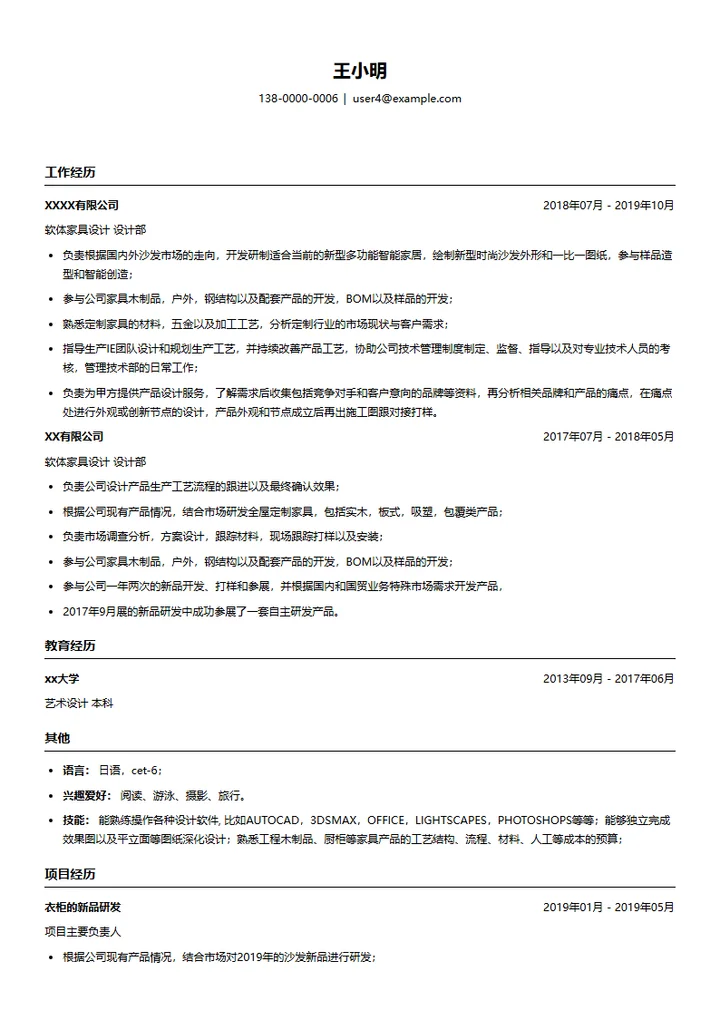 王小明
138-0000-0006 | user4@example.com
工作经历
XXXX有限公司 2018年07月 - 2019年10月
软体家具设计 设计部
• 负责根据国内外沙发市场的走向，开发研制适合当前的新型多功能智能家居，绘制新型时尚沙发外形和一比一图纸，参与样品造
型和智能创造；
• 参与公司家具木制品，户外，钢结构以及配套产品的开发，BOM以及样品的开发；
• 熟悉定制家具的材料，五金以及加工工艺，分析定制行业的市场现状与客户需求；
• 指导生产IE团队设计和规划生产工艺，并持续改善产品工艺，协助公司技术管理制度制定、监督、指导以及对专业技术人员的考
核，管理技术部的日常工作；
• 负责为甲方提供产品设计服务，了解需求后收集包括竞争对手和客户意向的品牌等资料，再分析相关品牌和产品的痛点，在痛点
处进行外观或创新节点的设计，产品外观和节点成立后再出施工图跟对接打样。
XX有限公司 2017年07月 - 2018年05月
软体家具设计 设计部
• 负责公司设计产品生产工艺流程的跟进以及最终确认效果；
• 根据公司现有产品情况，结合市场研发全屋定制家具，包括实木，板式，吸塑，包覆类产品；
• 负责市场调查分析，方案设计，跟踪材料，现场跟踪打样以及安装；
• 参与公司家具木制品，户外，钢结构以及配套产品的开发，BOM以及样品的开发；
• 参与公司一年两次的新品开发、打样和参展，并根据国内和国贸业务特殊市场需求开发产品，
• 2017年9月展的新品研发中成功参展了一套自主研发产品。
教育经历
xx大学 2013年09月 - 2017年06月
艺术设计 本科
其他
• 语言： 日语，cet-6；
• 兴趣爱好： 阅读、游泳、摄影、旅行。
• 技能： 能熟练操作各种设计软件, 比如AUTOCAD，3DSMAX，OFFICE，LIGHTSCAPES，PHOTOSHOPS等等；能够独立完成
效果图以及平立面等图纸深化设计；熟悉工程木制品、厨柜等家具产品的工艺结构、流程、材料、人工等成本的预算；
项目经历
衣柜的新品研发 2019年01月 - 2019年05月
项目主要负责人
• 根据公司现有产品情况，结合市场对2019年的沙发新品进行研发；